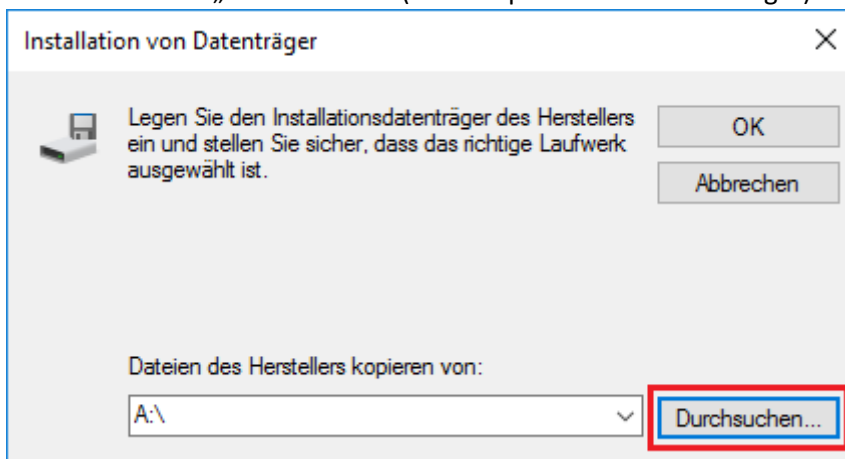 Installation von Datenträger
Legen Sie den Installationsdatenträger des Herstellers
ein und stellen Sie sicher, dass das richtige Laufwerk
ausgewählt ist.
OK
Abbrechen
Dateien des Herstellers kopieren von:
A:\
Durchsuchen...